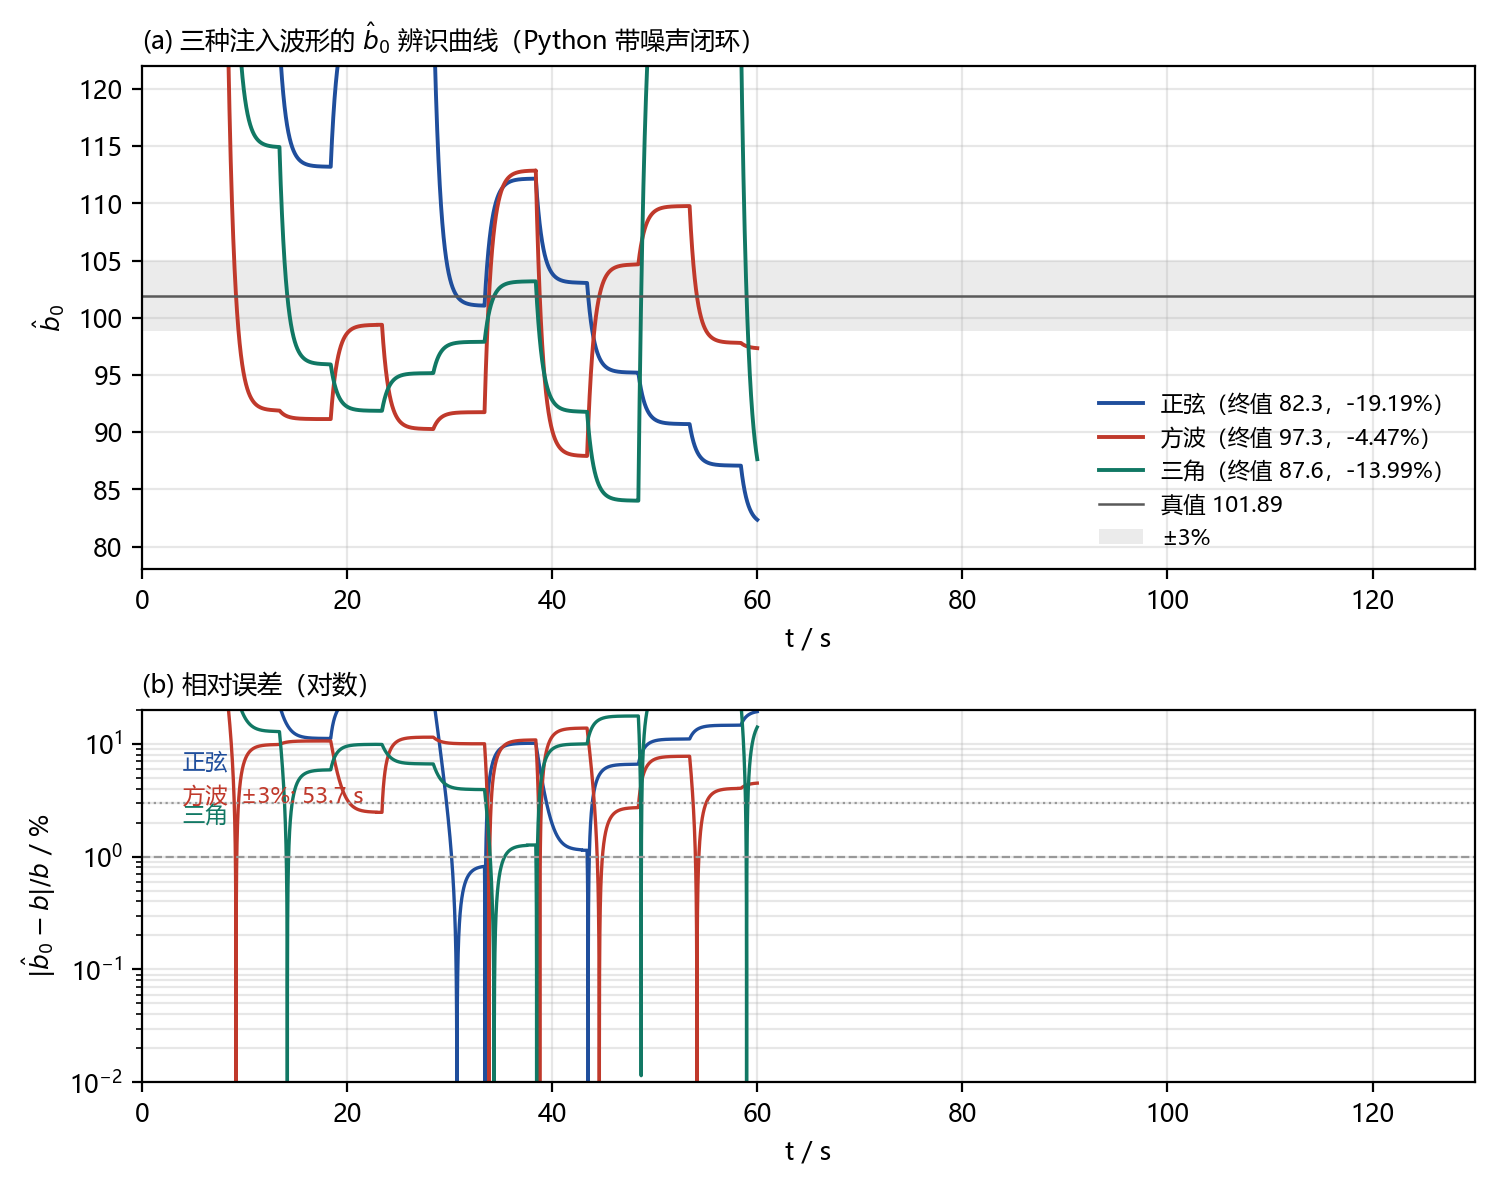 (a) 三种注入波形的 b̂₀ 辨识曲线（Python 带噪声闭环）
120
115
110
105
100
95
90
85
80
b̂₀
正弦（终值 82.3，-19.19%）
方波（终值 97.3，-4.47%）
三角（终值 87.6，-13.99%）
真值 101.89
±3%
0 20 40 60 80 100 120
t / s
(b) 相对误差（对数）
10¹
10⁰
10⁻¹
10⁻²
|b̂₀ − b|/b / %
正弦
方波 ±3%: 53.7 s
三角
0 20 40 60 80 100 120
t / s